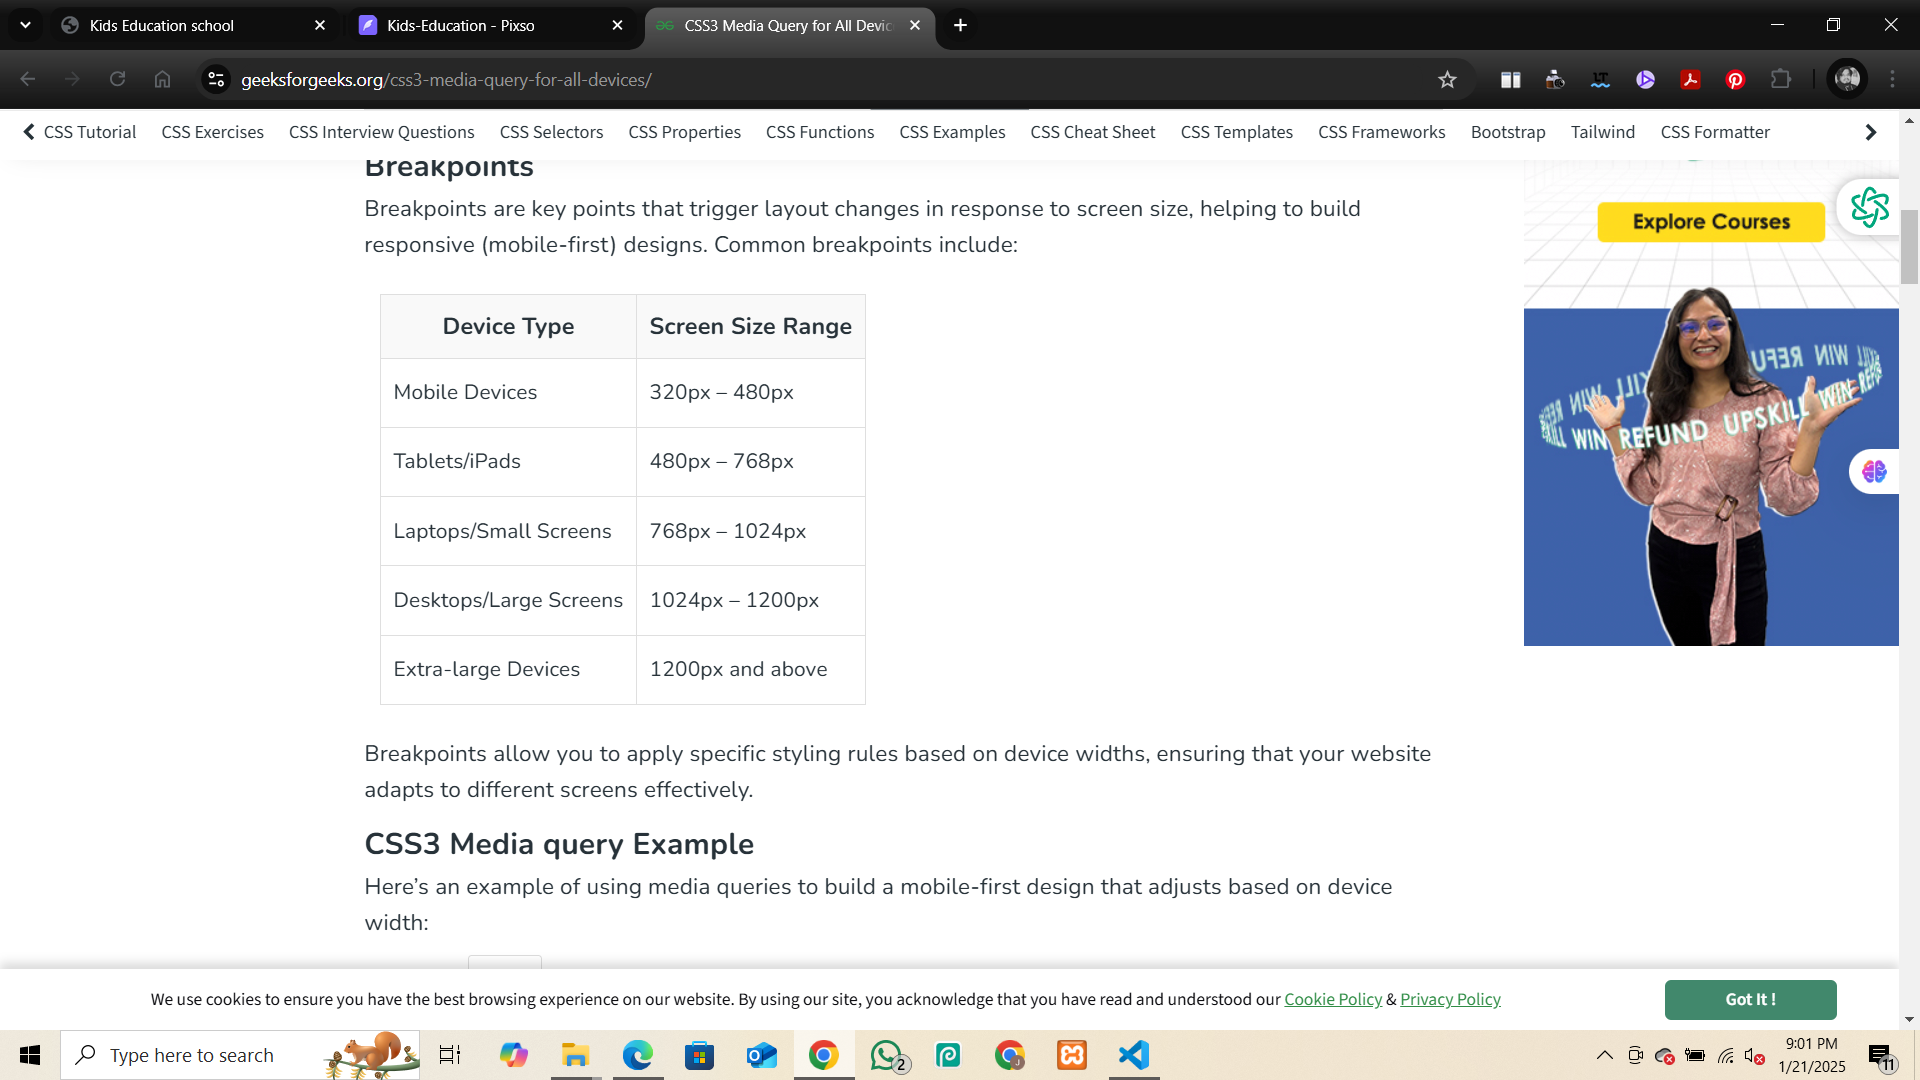 Kids Education school
Kids-Education - Pixso
CSS3 Media Query for All Devic
geeksforgeeks.org/css3-media-query-for-all-devices/
CSS Tutorial CSS Exercises CSS Interview Questions CSS Selectors CSS Properties CSS Functions CSS Examples CSS Cheat Sheet CSS Templates CSS Frameworks Bootstrap Tailwind CSS Formatter
Breakpoints
Breakpoints are key points that trigger layout changes in response to screen size, helping to build
responsive (mobile-first) designs. Common breakpoints include:
Device Type Screen Size Range
Mobile Devices 320px – 480px
Tablets/iPads 480px – 768px
Laptops/Small Screens 768px – 1024px
Desktops/Large Screens 1024px – 1200px
Extra-large Devices 1200px and above
Breakpoints allow you to apply specific styling rules based on device widths, ensuring that your website
adapts to different screens effectively.
CSS3 Media query Example
Here’s an example of using media queries to build a mobile-first design that adjusts based on device
width:
Explore Courses
WIN REFUND UPSKILL WIN
We use cookies to ensure you have the best browsing experience on our website. By using our site, you acknowledge that you have read and understood our Cookie Policy & Privacy Policy
Got It !
Type here to search
2
9:01 PM
1/21/2025
11